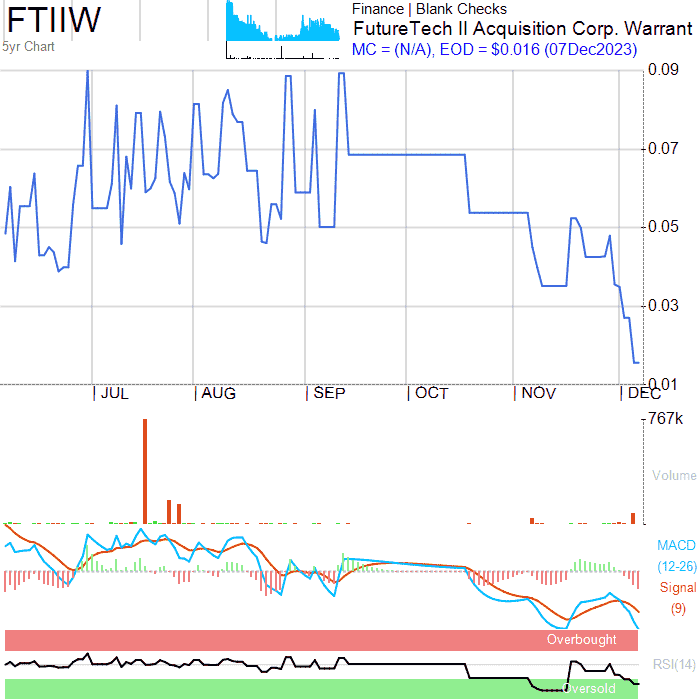 FTIIW
5yr Chart
Finance | Blank Checks
FutureTech II Acquisition Corp. Warrant
MC = (N/A), EOD = $0.016 (07Dec2023)
0.09
0.07
0.05
0.03
0.01
JUL
AUG
SEP
OCT
NOV
DEC
767k
Volume
MACD
(12-26)
Signal
(9)
Overbought
RSI(14)
Oversold